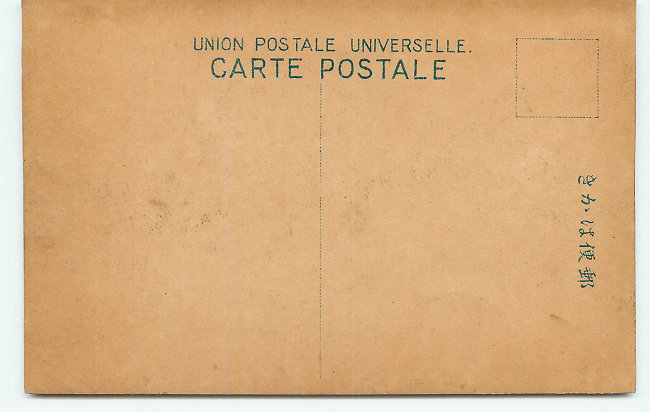 UNION POSTALE UNIVERSELLE.
CARTE POSTALE
郵便はかき